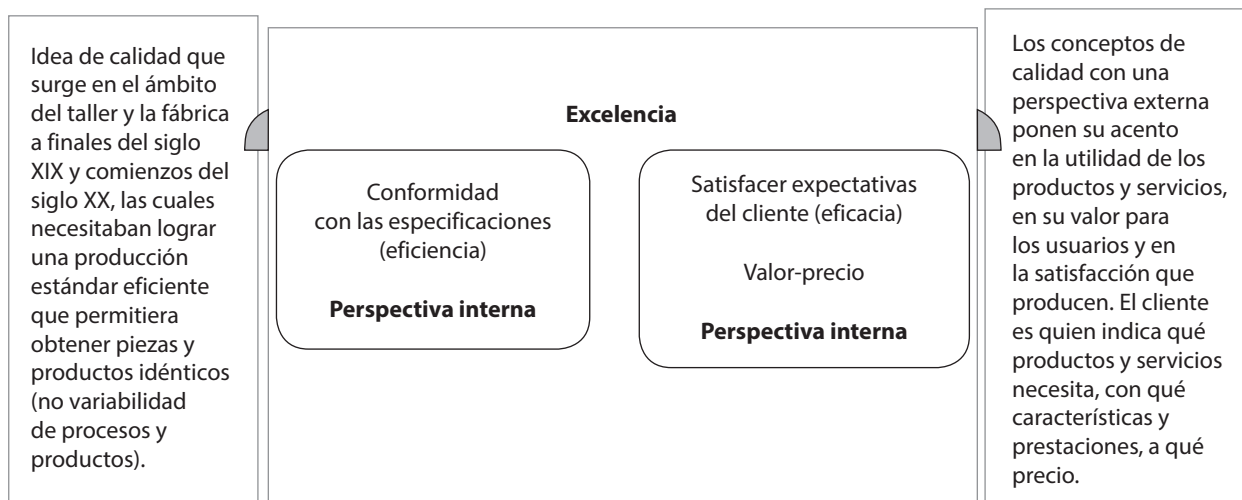 Idea de calidad que
surge en el ámbito
del taller y la fábrica
a finales del siglo
XIX y comienzos del
siglo XX, las cuales
necesitaban lograr
una producción
estándar eficiente
que permitiera
obtener piezas y
productos idénticos
(no variabilidad
de procesos y
productos).
Excelencia
Conformidad
con las especificaciones
(eficiencia)
Perspectiva interna
Satisfacer expectativas
del cliente (eficacia)
Valor-precio
Perspectiva interna
Los conceptos de
calidad con una
perspectiva externa
ponen su acento
en la utilidad de los
productos y servicios,
en su valor para
los usuarios y en
la satisfacción que
producen. El cliente
es quien indica qué
productos y servicios
necesita, con qué
características y
prestaciones, a qué
precio.